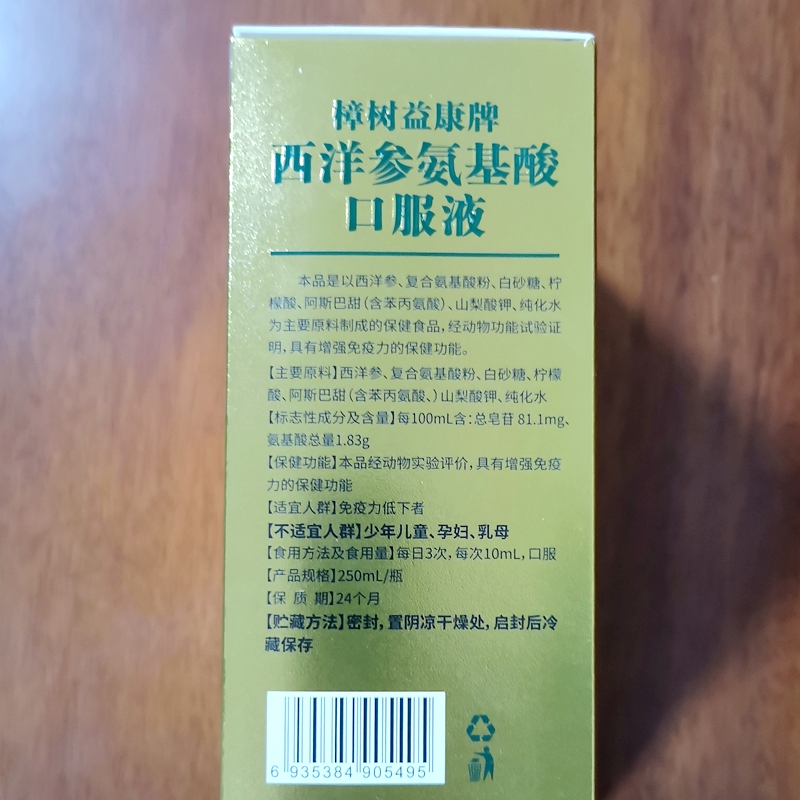 樟树益康牌
西洋参氨基酸
口服液
本品是以西洋参、复合氨基酸粉、白砂糖、柠
檬酸、阿斯巴甜（含苯丙氨酸）、山梨酸钾、纯化水
为主要原料制成的保健食品，经动物功能试验证
明，具有增强免疫力的保健功能。
【主要原料】西洋参、复合氨基酸粉、白砂糖、柠檬
酸、阿斯巴甜（含苯丙氨酸、）山梨酸钾、纯化水
【标志性成分及含量】每100mL含：总皂苷 81.1mg、
氨基酸总量1.83g
【保健功能】本品经动物实验评价，具有增强免疫
力的保健功能
【适宜人群】免疫力低下者
【不适宜人群】少年儿童、孕妇、乳母
【食用方法及食用量】每日3次，每次10mL，口服
【产品规格】250mL/瓶
【保 质 期】24个月
【贮藏方法】密封，置阴凉干燥处，启封后冷
藏保存
6 935384 905495